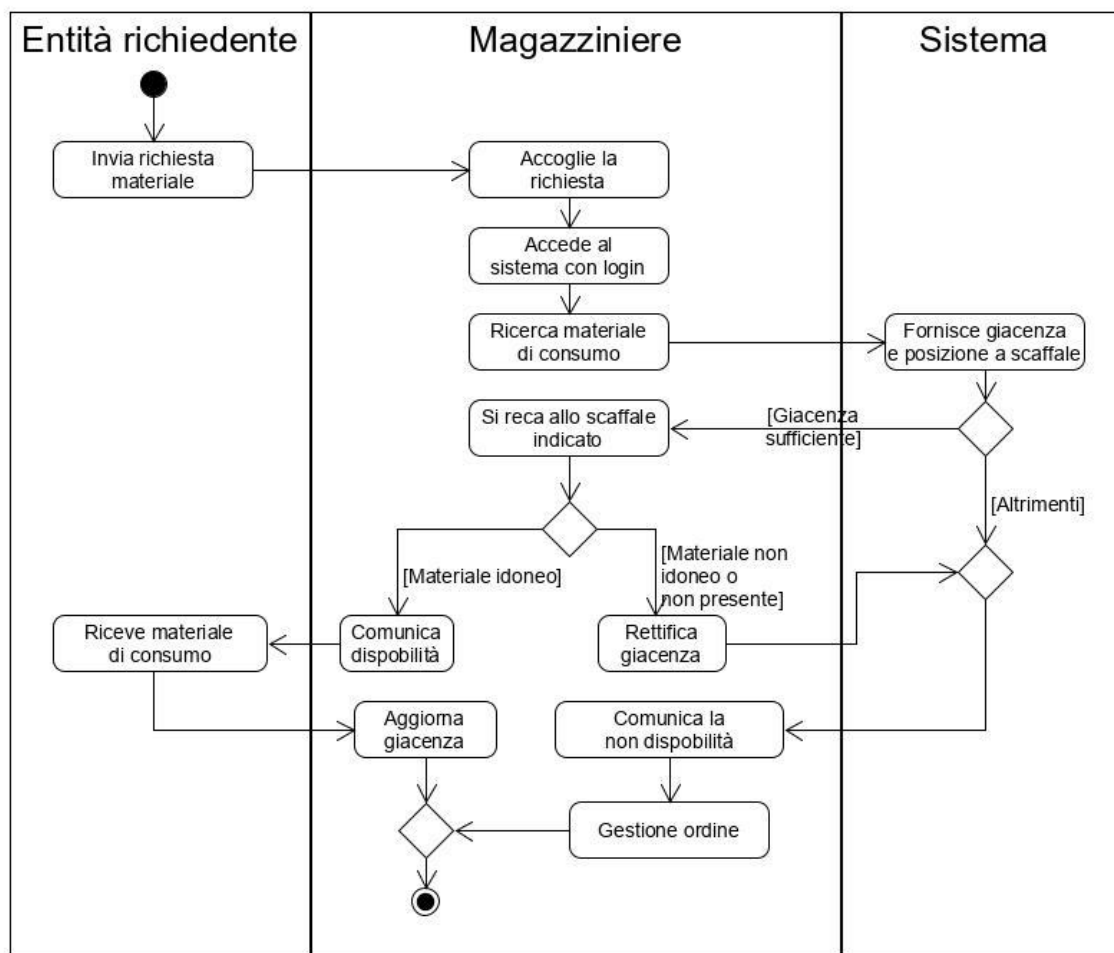 Entità richiedente
Magazziniere
Sistema
Invia richiesta
materiale
Accoglie la
richiesta
Accede al
sistema con login
Ricerca materiale
di consumo
Fornisce giacenza
e posizione a scaffale
Si reca allo scaffale
indicato
[Giacenza
sufficiente]
[Altrimenti]
[Materiale idoneo]
[Materiale non
idoneo o
non presente]
Riceve materiale
di consumo
Comunica
dispobilità
Rettifica
giacenza
Aggiorna
giacenza
Comunica la
non dispobilità
Gestione ordine